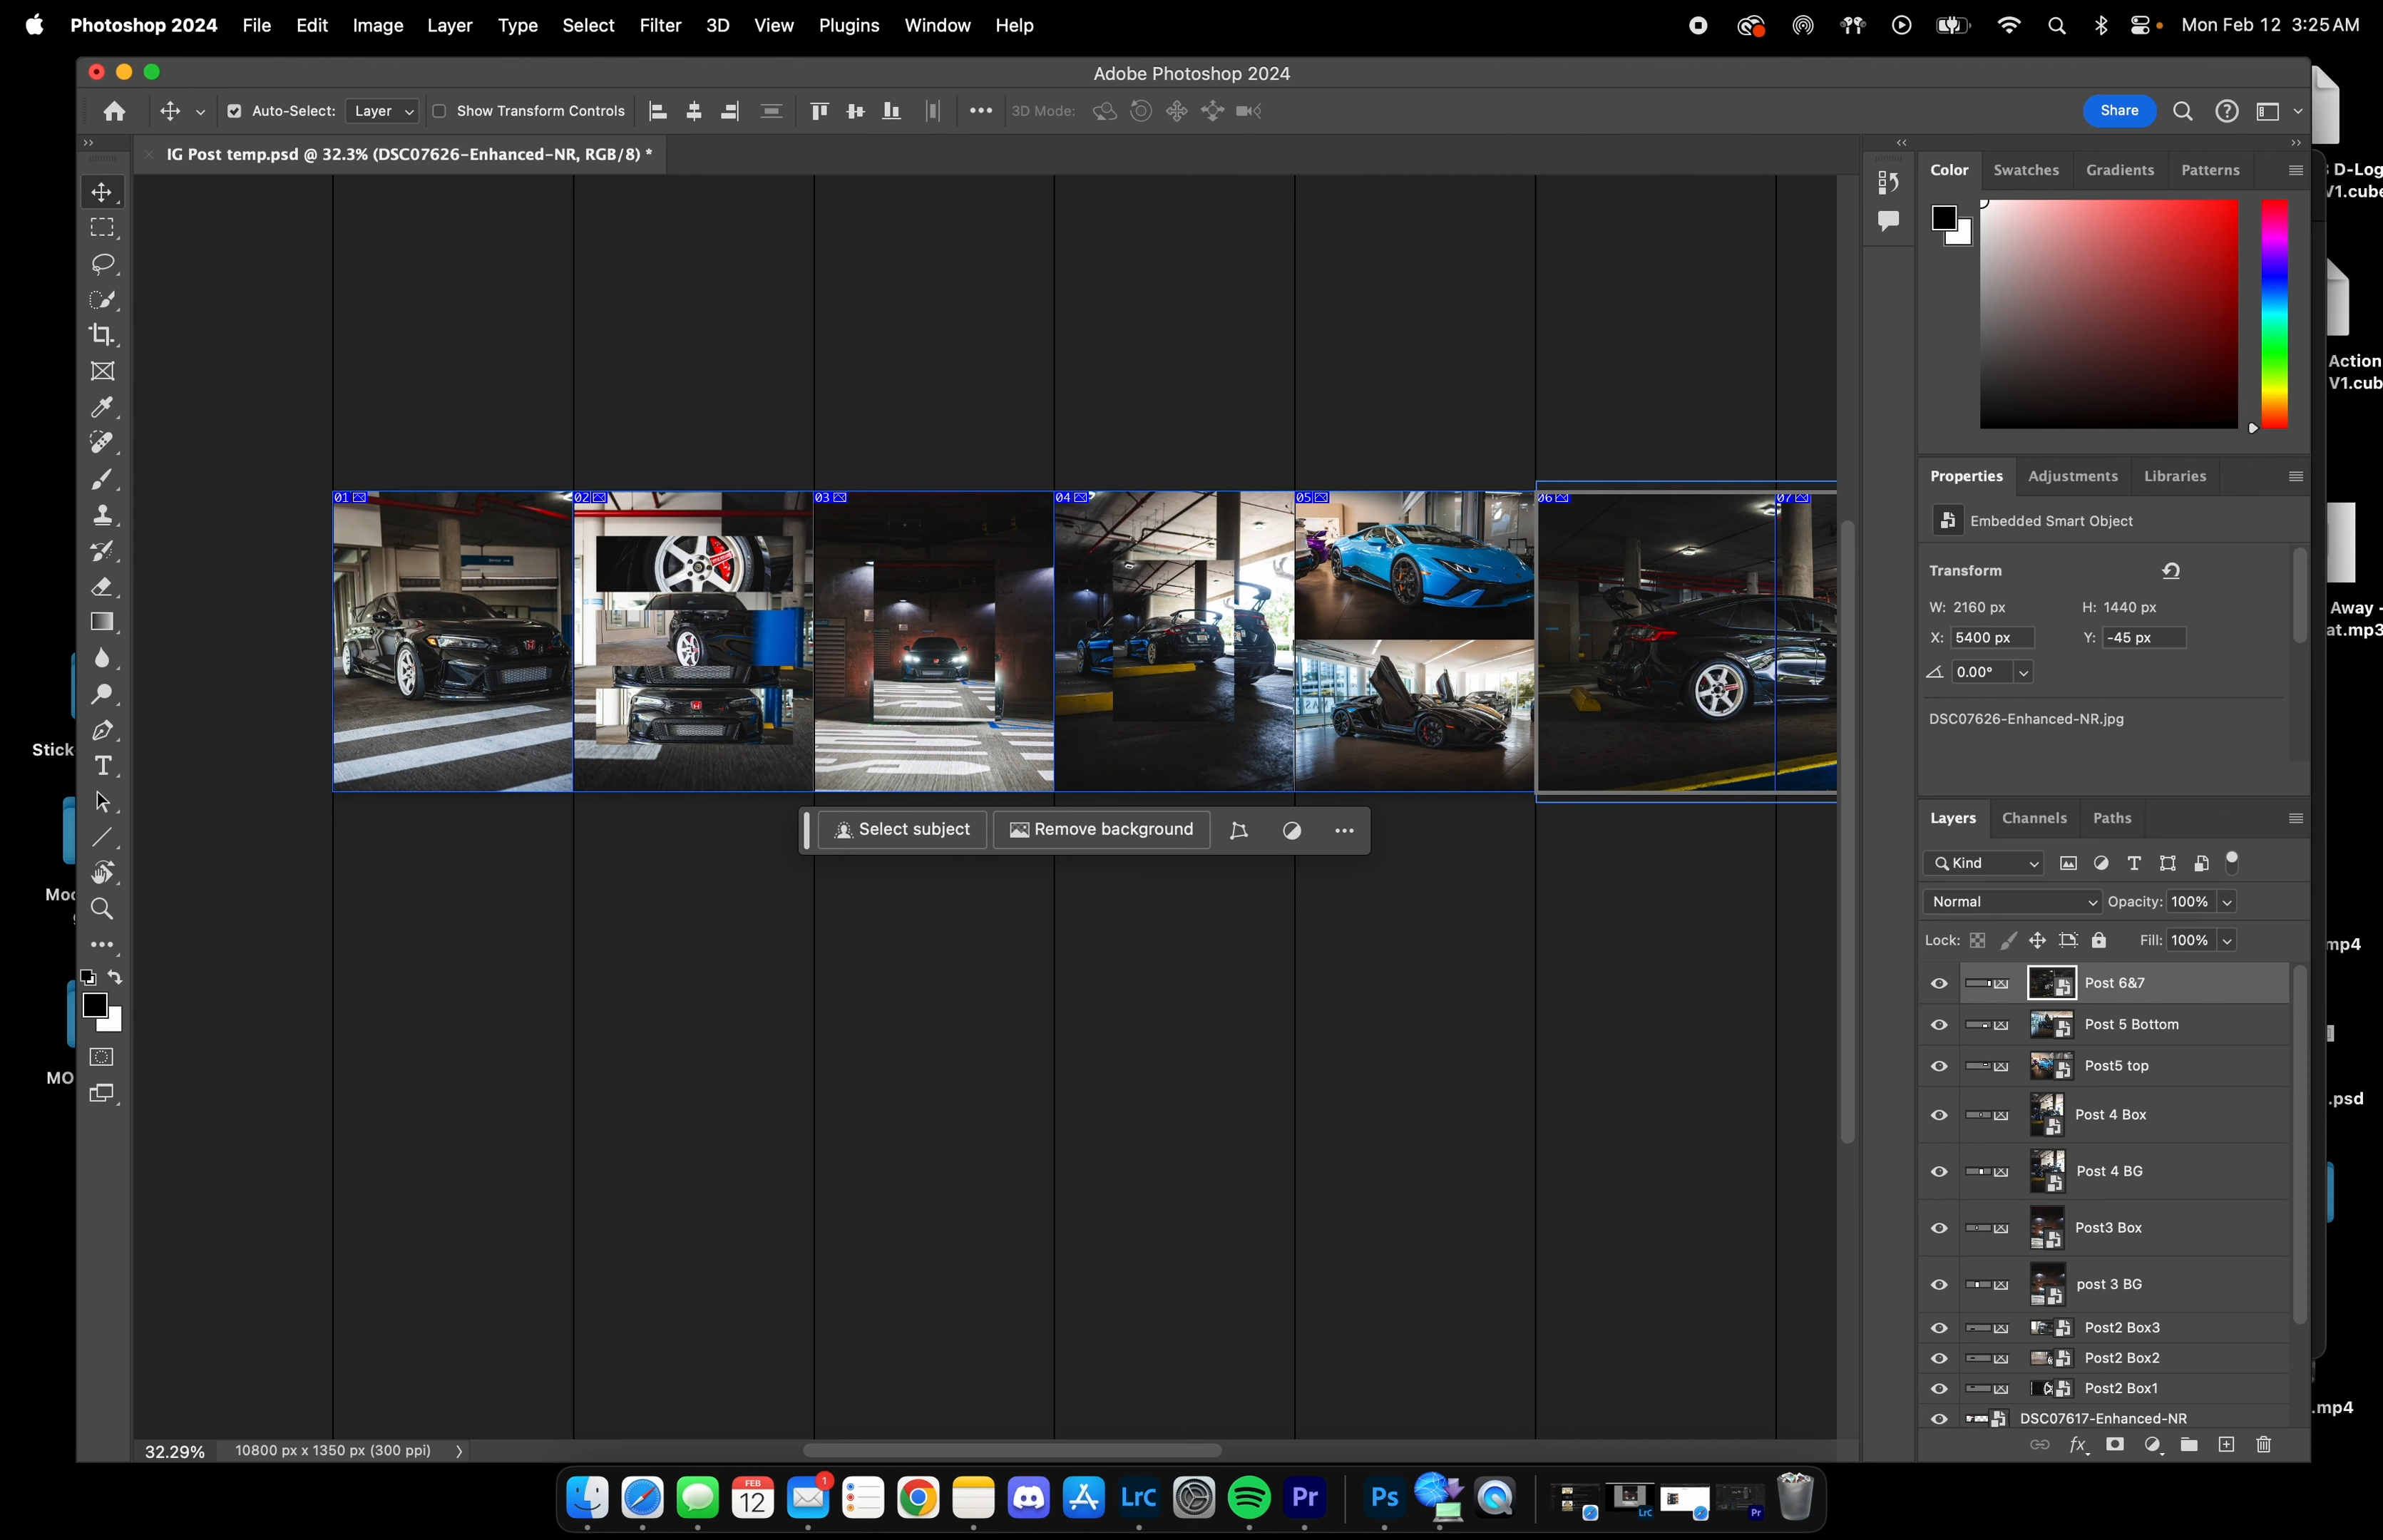 Photoshop 2024 File Edit Image Layer Type Select Filter 3D View Plugins Window Help Mon Feb 12 3:25 AM
Adobe Photoshop 2024
Auto-Select: Layer Show Transform Controls 3D Mode: Share
IG Post temp.psd @ 32.3% (DSC07626-Enhanced-NR, RGB/8) *
Color Swatches Gradients Patterns
D-Log
V1.cube
Action
V1.cub
Properties Adjustments Libraries
01 02 03 04 05 06 07
Embedded Smart Object
Transform
W: 2160 px H: 1440 px
Away -
at.mp3
X: 5400 px Y: -45 px
0.00°
DSC07626-Enhanced-NR.jpg
Stick
Select subject Remove background
Layers Channels Paths
Kind
Normal Opacity: 100%
Lock: Fill: 100%
mp4
Post 6&7
Post 5 Bottom
Post5 top
MO
.psd
Post 4 Box
Post 4 BG
Post3 Box
post 3 BG
Post2 Box3
Post2 Box2
Post2 Box1
.mp4
DSC07617-Enhanced-NR
32.29% 10800 px x 1350 px (300 ppi)
1
FEB
12
LrC
Pr
Ps
LrC
Pr